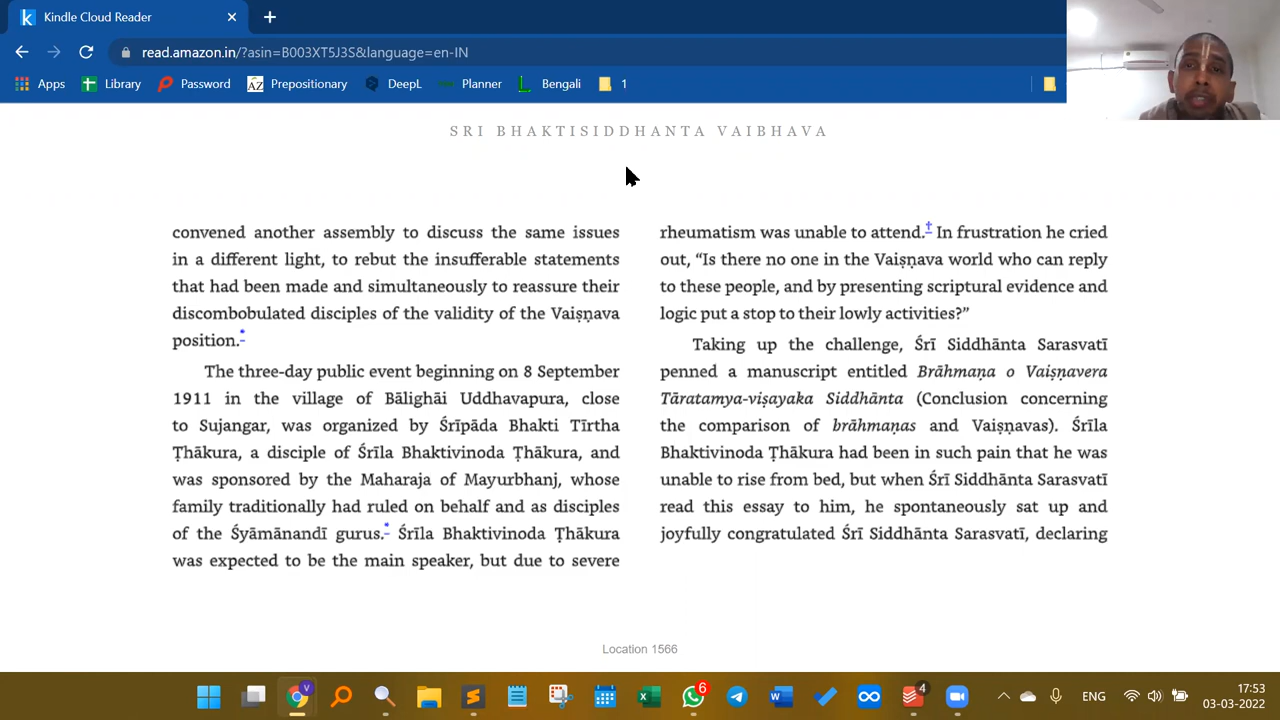 Kindle Cloud Reader
read.amazon.in/?asin=B003XT5J3S&language=en-IN
Apps Library Password Prepositionary DeepL Planner Bengali 1
SRI BHAKTISIDDHANTA VAIBHAVA
convened another assembly to discuss the same issues
in a different light, to rebut the insufferable statements
that had been made and simultaneously to reassure their
discombobulated disciples of the validity of the Vaiṣṇava
position.*
The three-day public event beginning on 8 September
1911 in the village of Bālighāi Uddhavapura, close
to Sujangar, was organized by Śrīpāda Bhakti Tīrtha
Ṭhākura, a disciple of Śrīla Bhaktivinoda Ṭhākura, and
was sponsored by the Maharaja of Mayurbhanj, whose
family traditionally had ruled on behalf and as disciples
of the Śyāmānandī gurus.* Śrīla Bhaktivinoda Ṭhākura
was expected to be the main speaker, but due to severe
rheumatism was unable to attend.† In frustration he cried
out, “Is there no one in the Vaiṣṇava world who can reply
to these people, and by presenting scriptural evidence and
logic put a stop to their lowly activities?”
Taking up the challenge, Śrī Siddhānta Sarasvatī
penned a manuscript entitled Brāhmaṇa o Vaiṣṇavera
Tāratamya-viṣayaka Siddhānta (Conclusion concerning
the comparison of brāhmaṇas and Vaiṣṇavas). Śrīla
Bhaktivinoda Ṭhākura had been in such pain that he was
unable to rise from bed, but when Śrī Siddhānta Sarasvatī
read this essay to him, he spontaneously sat up and
joyfully congratulated Śrī Siddhānta Sarasvatī, declaring
Location 1566
V 6 4 ENG 17:53
03-03-2022